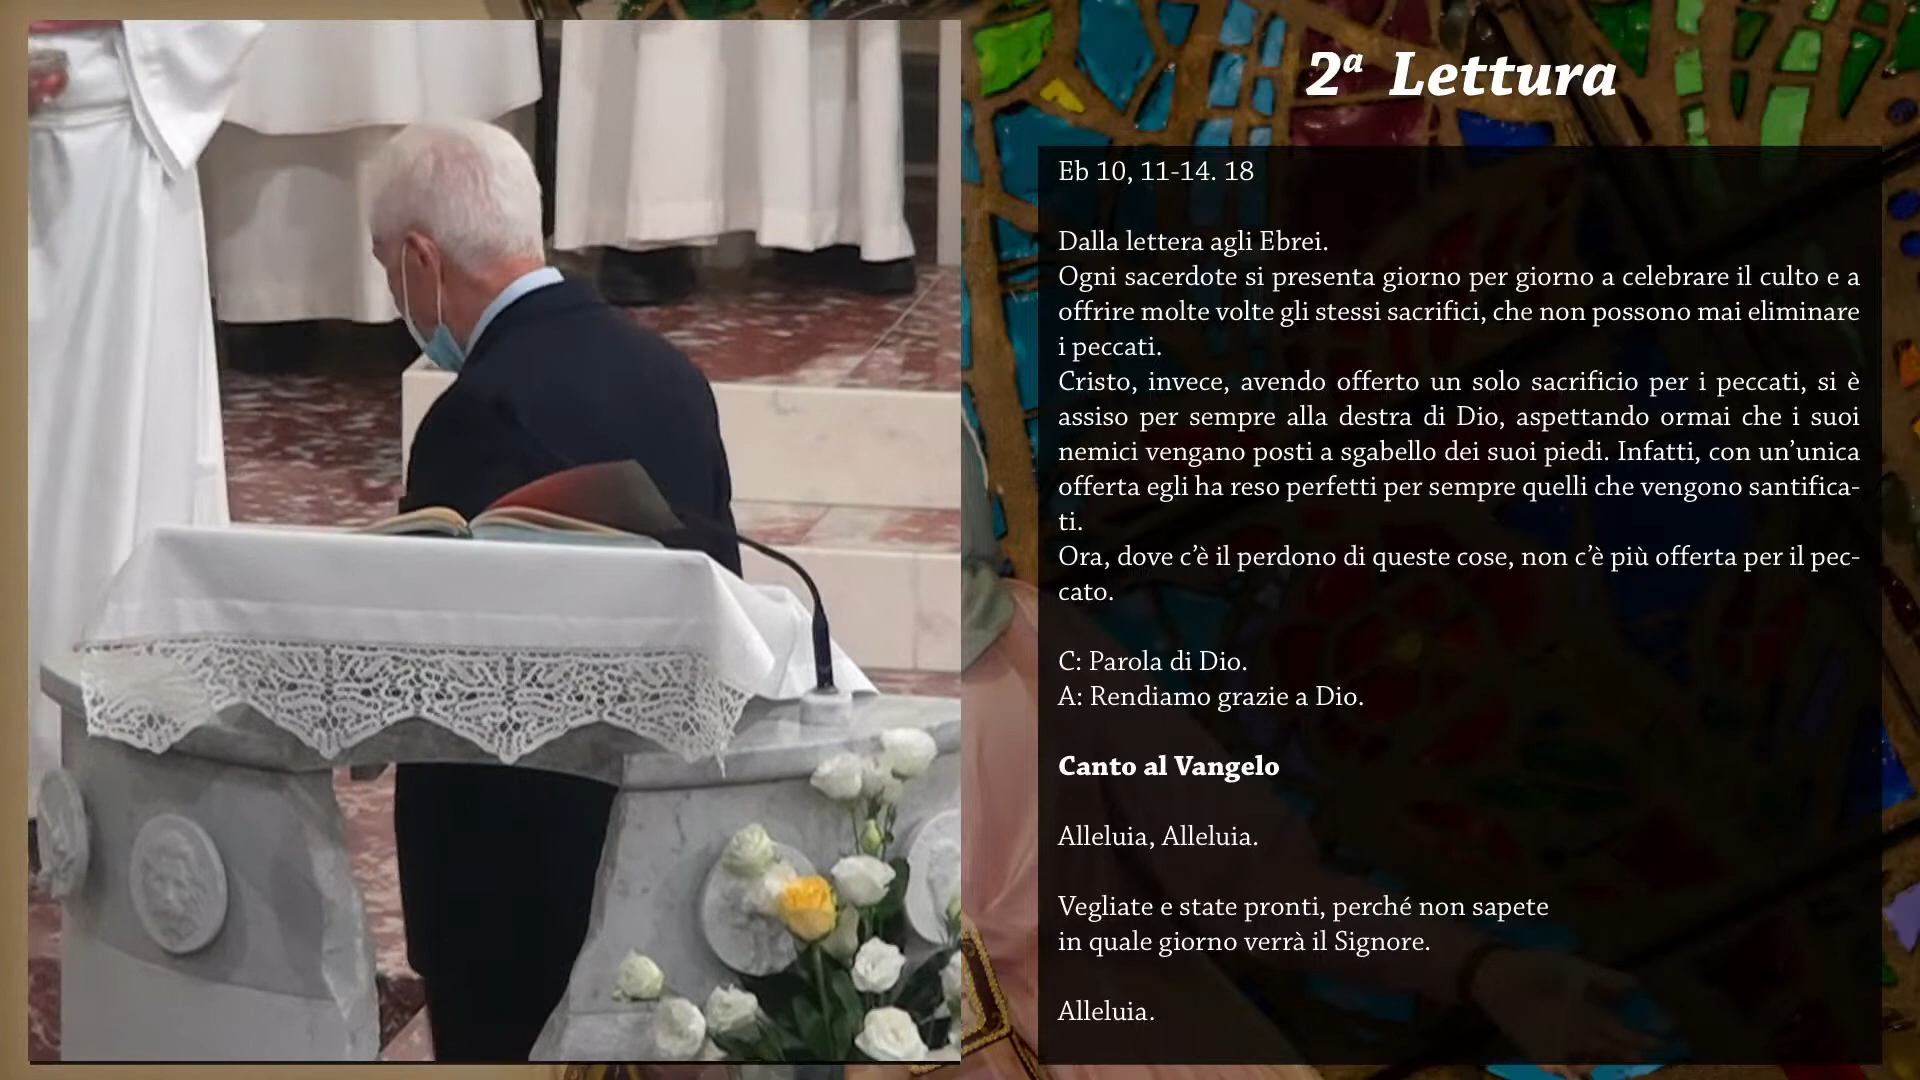 2ª Lettura
Eb 10, 11-14. 18
Dalla lettera agli Ebrei.
Ogni sacerdote si presenta giorno per giorno a celebrare il culto e a
offrire molte volte gli stessi sacrifici, che non possono mai eliminare
i peccati.
Cristo, invece, avendo offerto un solo sacrificio per i peccati, si è
assiso per sempre alla destra di Dio, aspettando ormai che i suoi
nemici vengano posti a sgabello dei suoi piedi. Infatti, con un’unica
offerta egli ha reso perfetti per sempre quelli che vengono santifica-
ti.
Ora, dove c’è il perdono di queste cose, non c’è più offerta per il pec-
cato.
C: Parola di Dio.
A: Rendiamo grazie a Dio.
Canto al Vangelo
Alleluia, Alleluia.
Vegliate e state pronti, perché non sapete
in quale giorno verrà il Signore.
Alleluia.